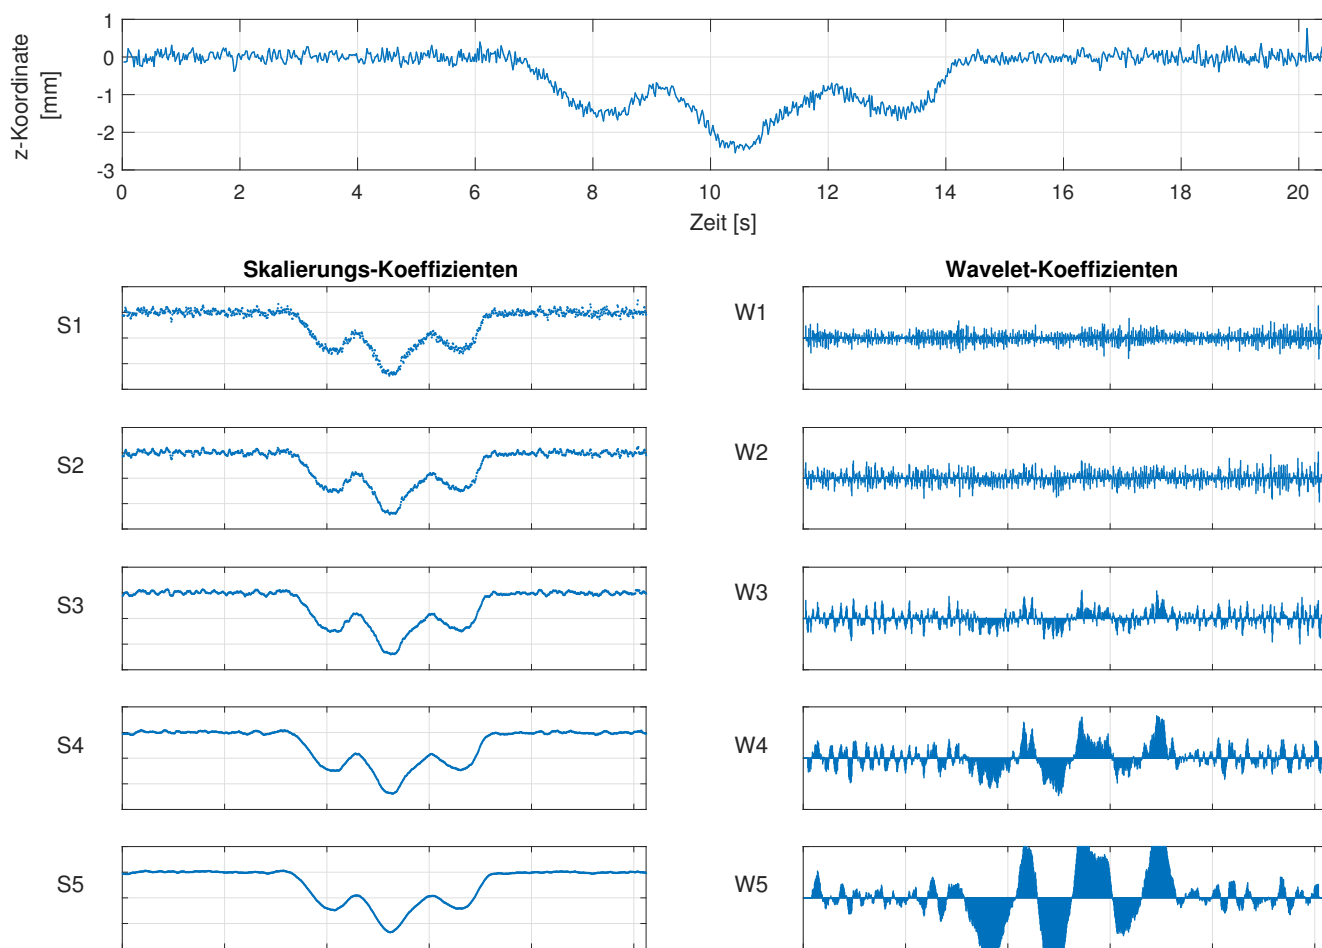 1
0
-1
-2
-3
z-Koordinate
[mm]
0 2 4 6 8 10 12 14 16 18 20
Zeit [s]
Skalierungs-Koeffizienten Wavelet-Koeffizienten
S1 W1
S2 W2
S3 W3
S4 W4
S5 W5